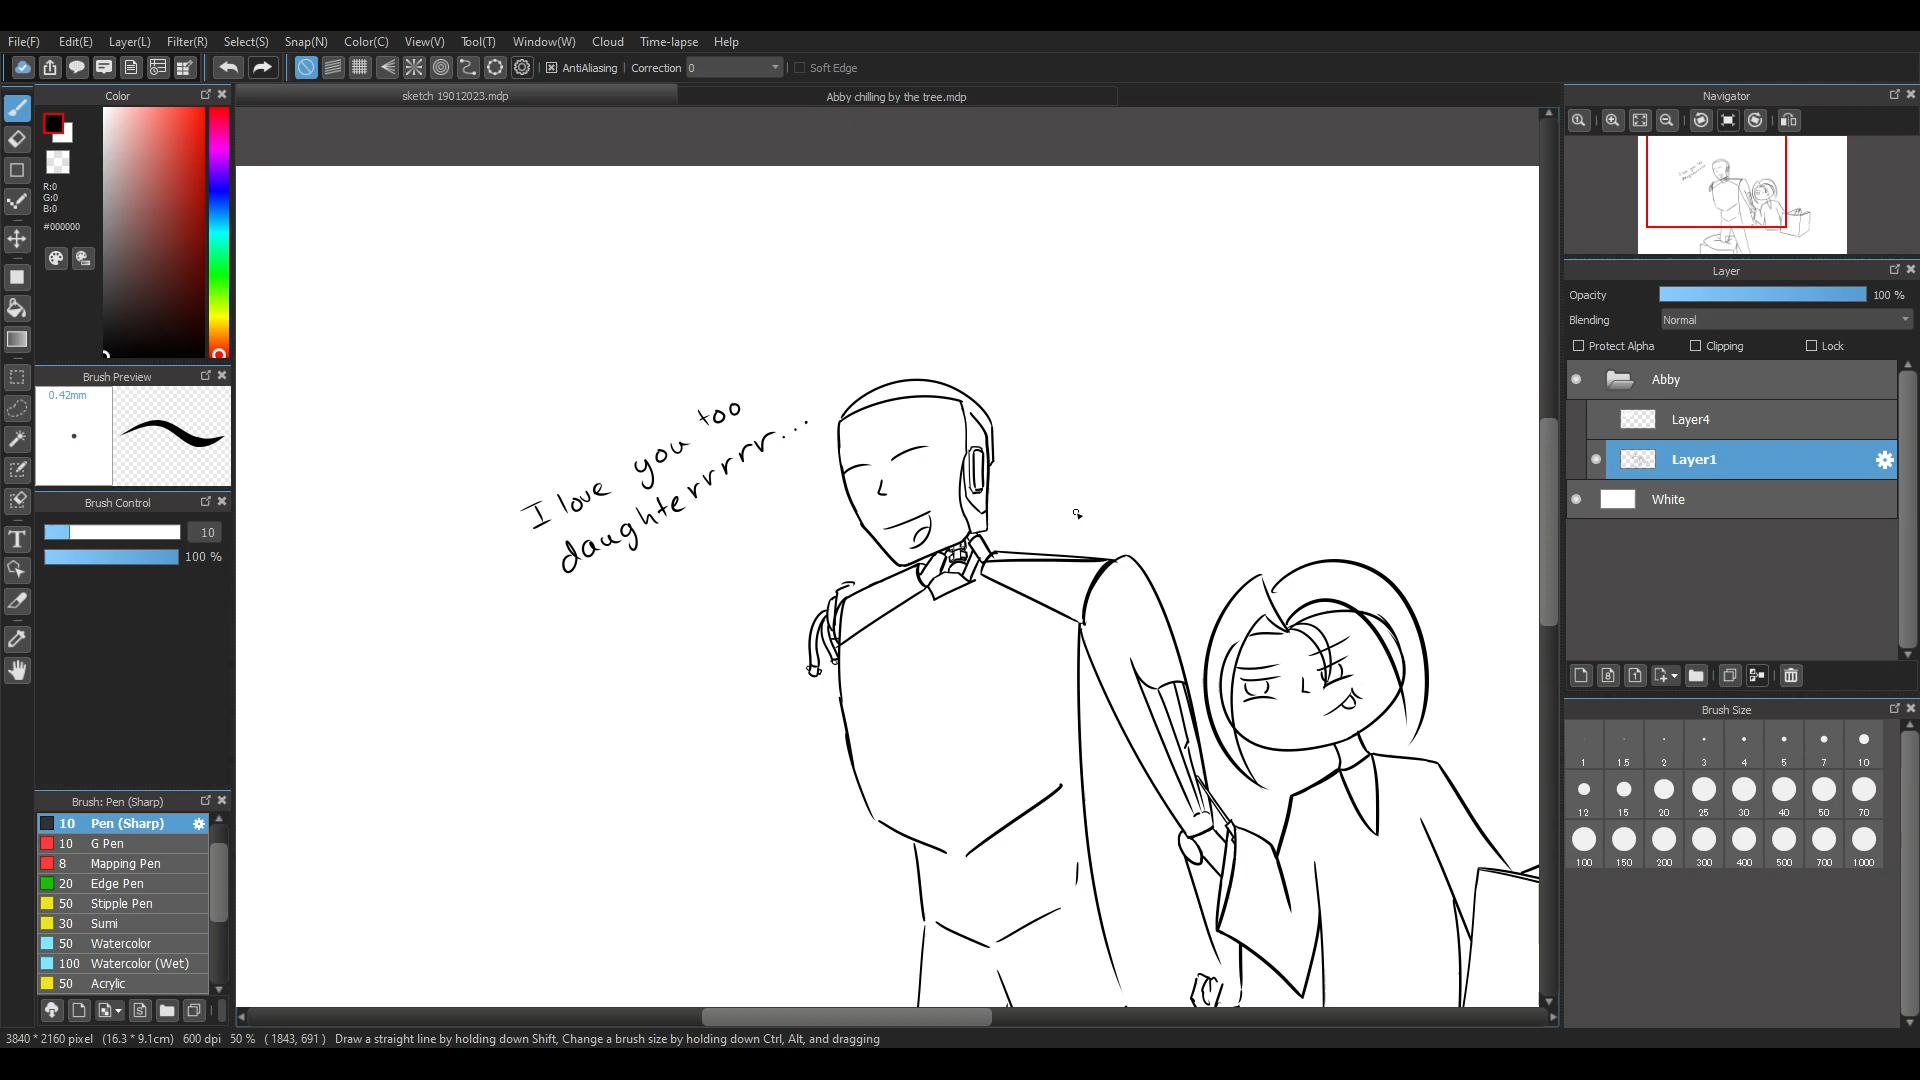 File(F) Edit(E) Layer(L) Filter(R) Select(S) Snap(N) Color(C) View(V) Tool(T) Window(W) Cloud Time-lapse Help
AntiAliasing Correction 0 Soft Edge
Color
sketch 19012023.mdp
Abby chilling by the tree.mdp
Navigator
R:0
G:0
B:0
#000000
Layer
Opacity 100 %
Blending Normal
Protect Alpha Clipping Lock
Abby
Layer4
Layer1
White
Brush Preview
0.42mm
Brush Control
10
100 %
I love you too
daughterrrrrr...
Brush Size
1 1.5 2 3 4 5 7 10
12 15 20 25 30 40 50 70
100 150 200 300 400 500 700 1000
Brush: Pen (Sharp)
10 Pen (Sharp)
10 G Pen
8 Mapping Pen
20 Edge Pen
50 Stipple Pen
30 Sumi
50 Watercolor
100 Watercolor (Wet)
50 Acrylic
3840 * 2160 pixel (16.3 * 9.1cm) 600 dpi 50 % ( 1843, 691 ) Draw a straight line by holding down Shift, Change a brush size by holding down Ctrl, Alt, and dragging